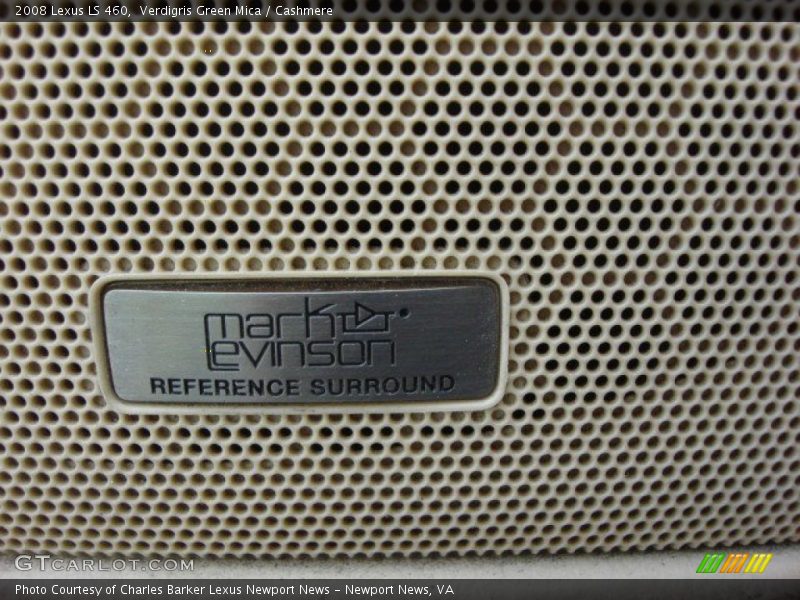 2008 Lexus LS 460, Verdigris Green Mica / Cashmere
mark
Levinson
REFERENCE SURROUND
GTCARLOT.COM
Photo Courtesy of Charles Barker Lexus Newport News - Newport News, VA